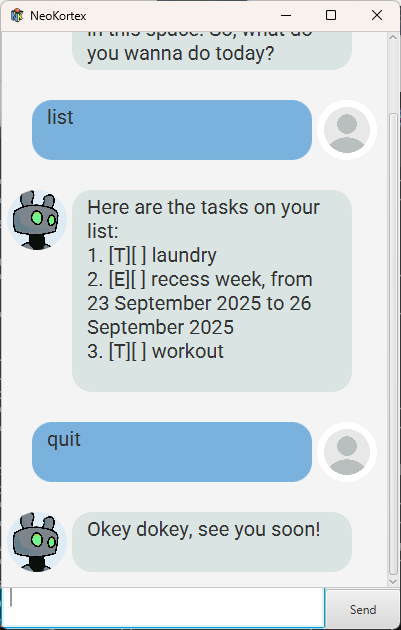 NeoKortex
in this space. So, what do
you wanna do today?
list
Here are the tasks on your
list:
1. [T][ ] laundry
2. [E][ ] recess week, from
23 September 2025 to 26
September 2025
3. [T][ ] workout
quit
Okey dokey, see you soon!
Send